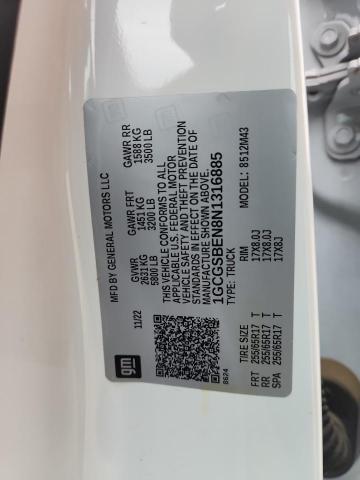 MFD BY GENERAL MOTORS LLC
11/22 GVWR GAWR FRT GAWR RR
2631 KG 1451 KG 1588 KG
5800 LB 3200 LB 3500 LB
THIS VEHICLE CONFORMS TO ALL
APPLICABLE U.S. FEDERAL MOTOR
VEHICLE SAFETY AND THEFT PREVENTION
STANDARDS IN EFFECT ON THE DATE OF
MANUFACTURE SHOWN ABOVE.
1GCGSBEN8N1316885
TYPE: TRUCK MODEL: 8512M43
gm
8624
TIRE SIZE RIM
FRT 255/65R17 T 17X8.0J
RR 255/65R17 T 17X8.0J
SPA 255/65R17 T 17X8J